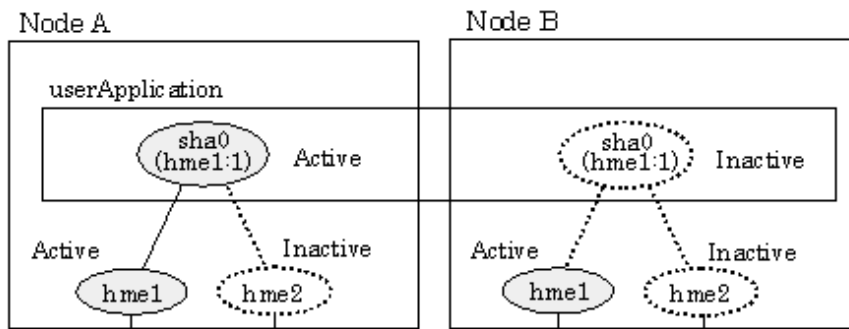 Node A
Node B
userApplication
sha0
(hme1:1)
Active
sha0
(hme1:1)
Inactive
Active
Inactive
Active
Inactive
hme1
hme2
hme1
hme2